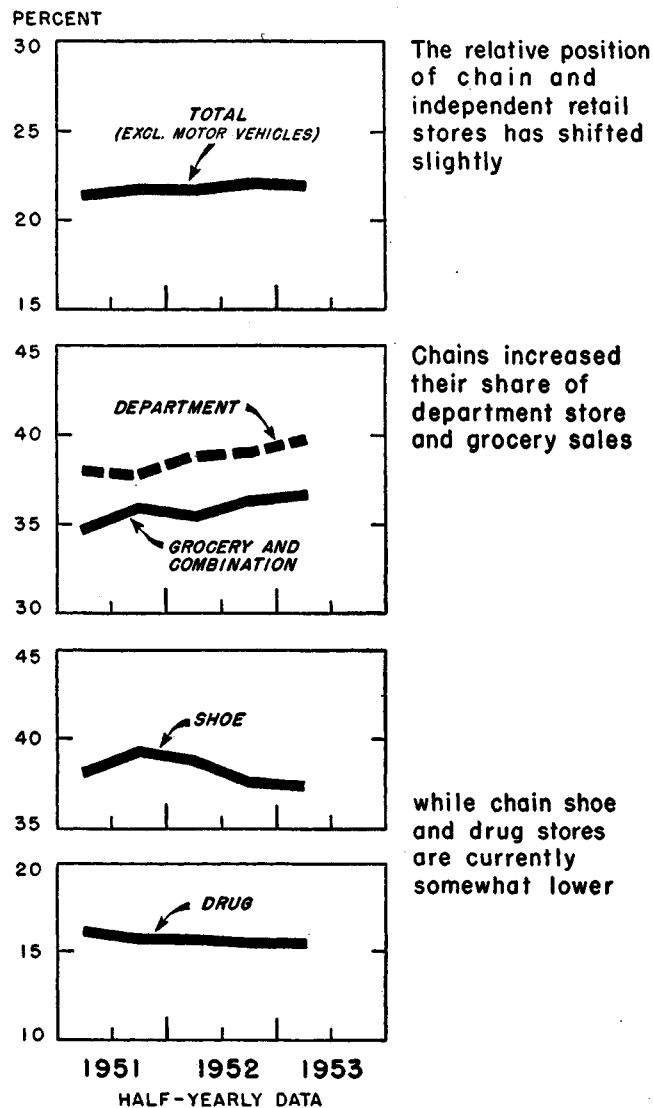 PERCENT
30
25
20
15
TOTAL
(EXCL. MOTOR VEHICLES)
The relative position
of chain and
independent retail
stores has shifted
slightly
45
40
35
30
DEPARTMENT
GROCERY AND
COMBINATION
Chains increased
their share of
department store
and grocery sales
45
40
35
SHOE
20
15
10
DRUG
while chain shoe
and drug stores
are currently
somewhat lower
1951 1952 1953
HALF-YEARLY DATA